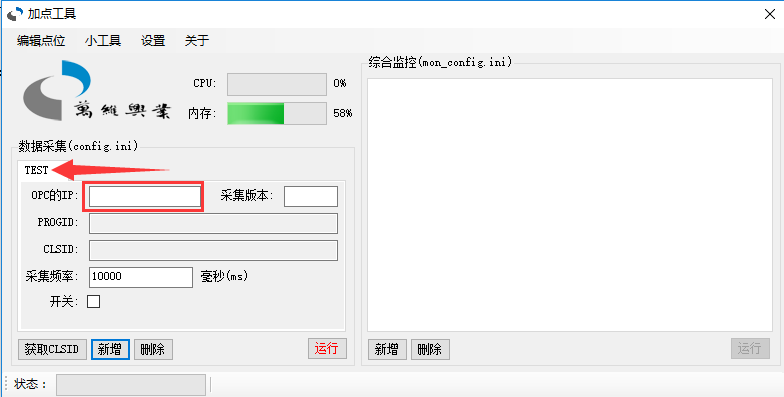 加点工具
编辑点位 小工具 设置 关于
萬維興業
CPU: 0%
内存: 58%
数据采集(config.ini)
TEST
OPC的IP: 采集版本:
PROGID:
CLSID:
采集频率: 10000 毫秒(ms)
开关:
获取CLSID 新增 删除 运行
综合监控(mon_config.ini)
新增 删除 运行
状态：